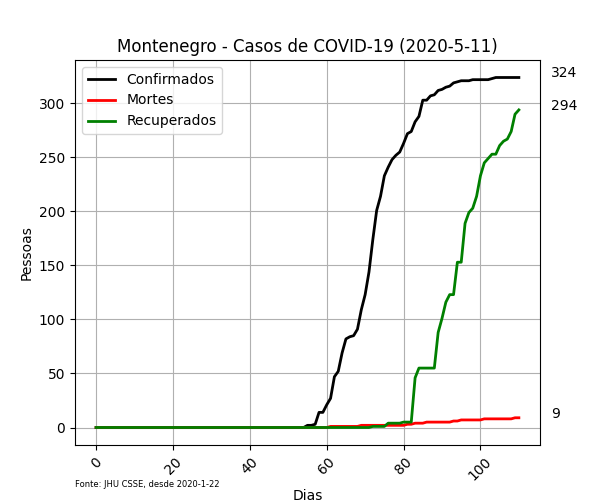 Montenegro - Casos de COVID-19 (2020-5-11)
Confirmados
Mortes
Recuperados
324
294
9
Pessoas
300
250
200
150
100
50
0
0 20 40 60 80 100
Fonte: JHU CSSE, desde 2020-1-22
Dias